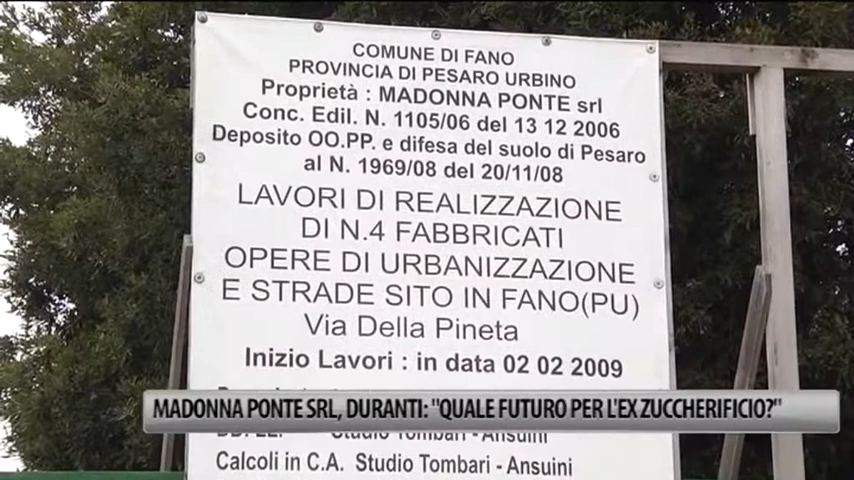 COMUNE DI FANO
PROVINCIA DI PESARO URBINO
Proprietà : MADONNA PONTE srl
Conc. Edil. N. 1105/06 del 13 12 2006
Deposito OO.PP. e difesa del suolo di Pesaro
al N. 1969/08 del 20/11/08
LAVORI DI REALIZZAZIONE
DI N.4 FABBRICATI
OPERE DI URBANIZZAZIONE
E STRADE SITO IN FANO(PU)
Via Della Pineta
Inizio Lavori : in data 02 02 2009
MADONNA PONTE SRL, DURANTI: "QUALE FUTURO PER L'EX ZUCCHERIFICIO?"
Studio Tombari - Ansuini
Calcoli in C.A. Studio Tombari - Ansuini